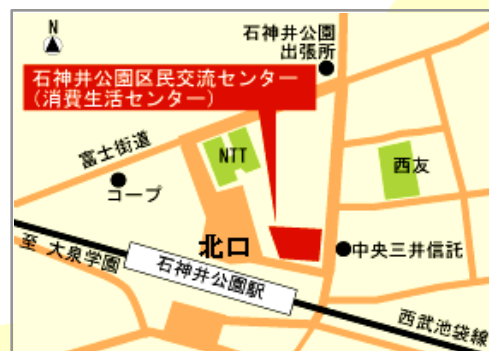 N
石神井公園
出張所
石神井公園区民交流センター
(消費生活センター)
富士街道
NTT
西友
コープ
北口
中央三井信託
至 大泉学園
石神井公園駅
西武池袋線